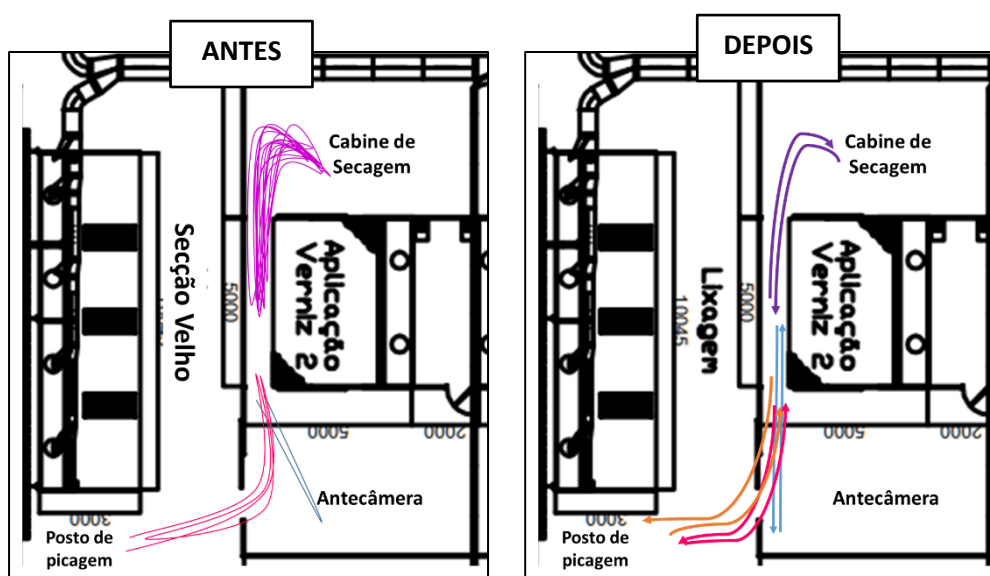 ANTES
Cabine de
Secagem
Secção Velho
5000
Aplicação
Verniz 2
5000
2000
Antecâmera
3000
Posto de
picagem
DEPOIS
Cabine de
Secagem
Lixagem
10045
5000
Aplicação
Verniz 2
5000
2000
Antecâmera
3000
Posto de
picagem